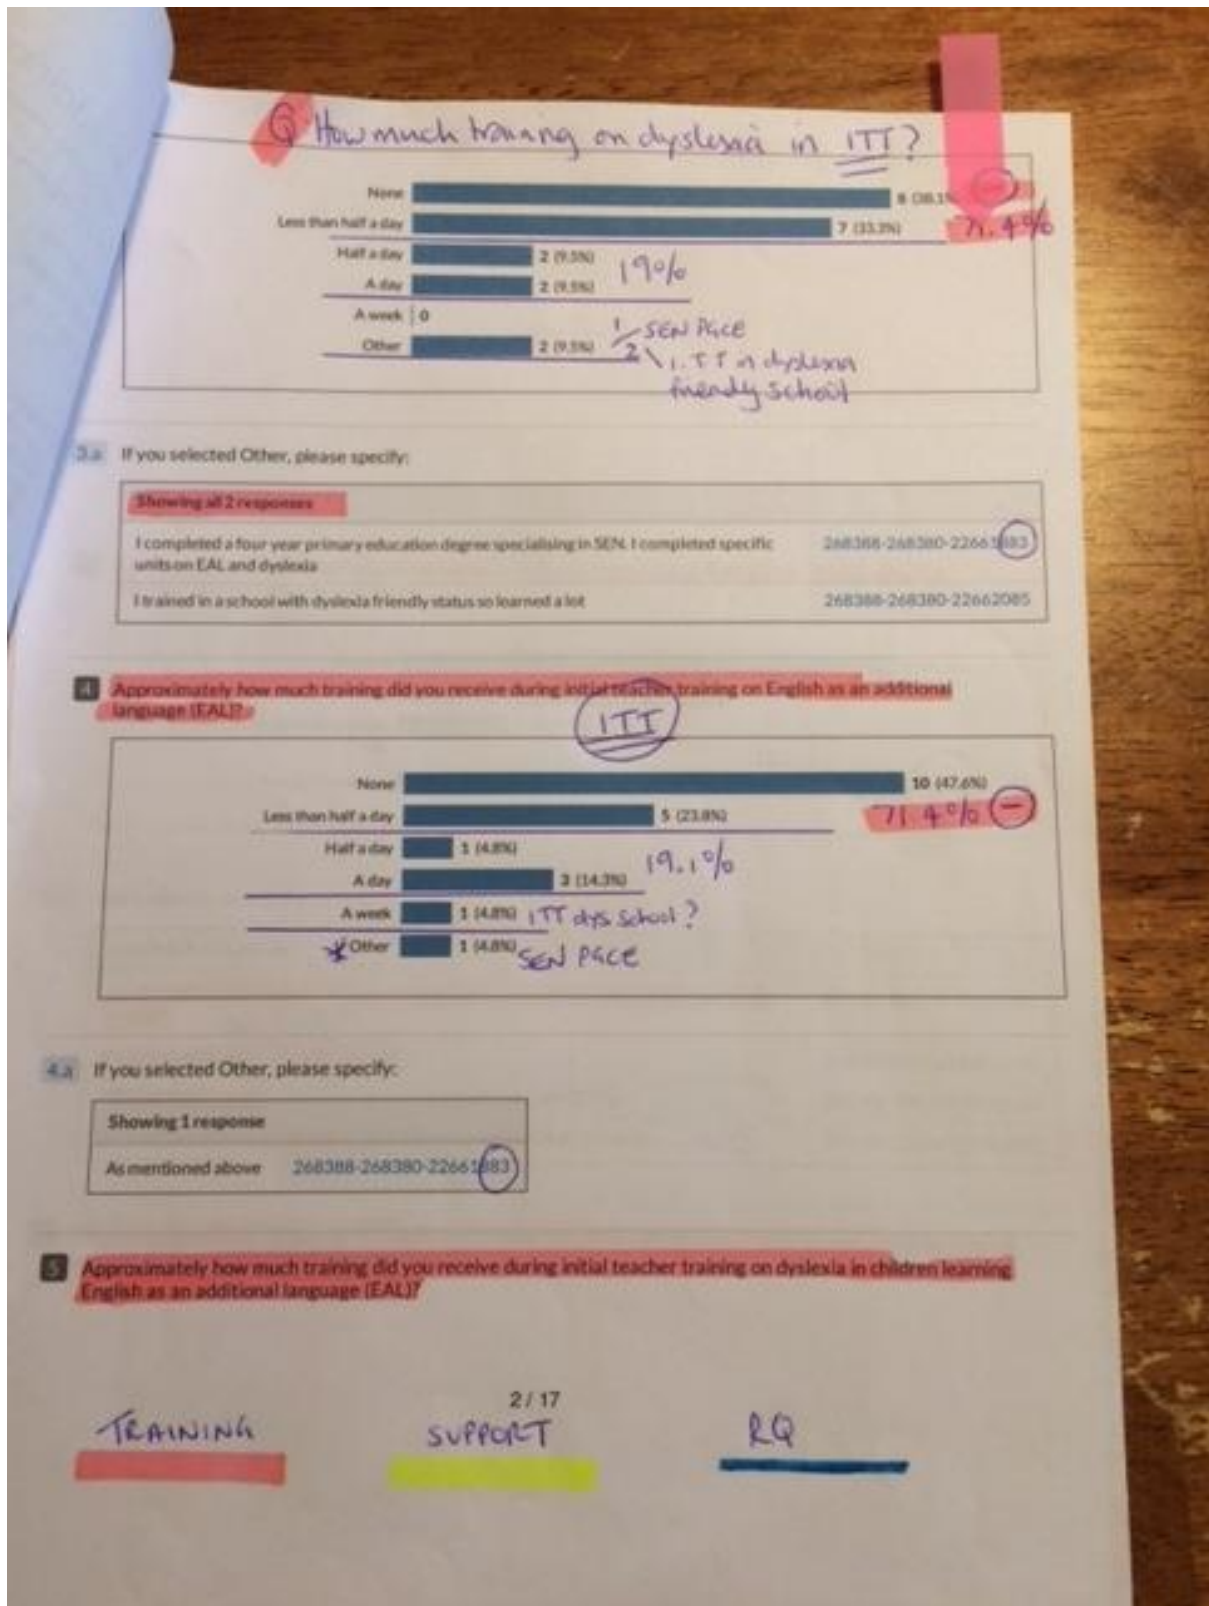 Q How much training on dyslexia in ITT?
None 8 (38.1%
Less than half a day 7 (33.3%) 71.4%
Half a day 2 (9.5%)
19%
A day 2 (9.5%)
A week 0
Other 2 (9.5%) 1/2 SEN PGCE
ITT in dyslexia
friendly school
3.a If you selected Other, please specify:
Showing all 2 responses
I completed a four year primary education degree specialising in SEN. I completed specific 268388-268380-22661883
units on EAL and dyslexia
I trained in a school with dyslexia friendly status so learned a lot 268388-268380-22662085
4 Approximately how much training did you receive during initial teacher training on English as an additional
language (EAL)?
ITT
None 10 (47.6%)
Less than half a day 5 (23.8%) 71.4% −
Half a day 1 (4.8%)
19.1%
A day 3 (14.3%)
A week 1 (4.8%) ITT dys School?
* Other 1 (4.8%) SEN PGCE
4.a If you selected Other, please specify:
Showing 1 response
As mentioned above 268388-268380-22661883
5 Approximately how much training did you receive during initial teacher training on dyslexia in children learning
English as an additional language (EAL)?
2 / 17
TRAINING SUPPORT RQ